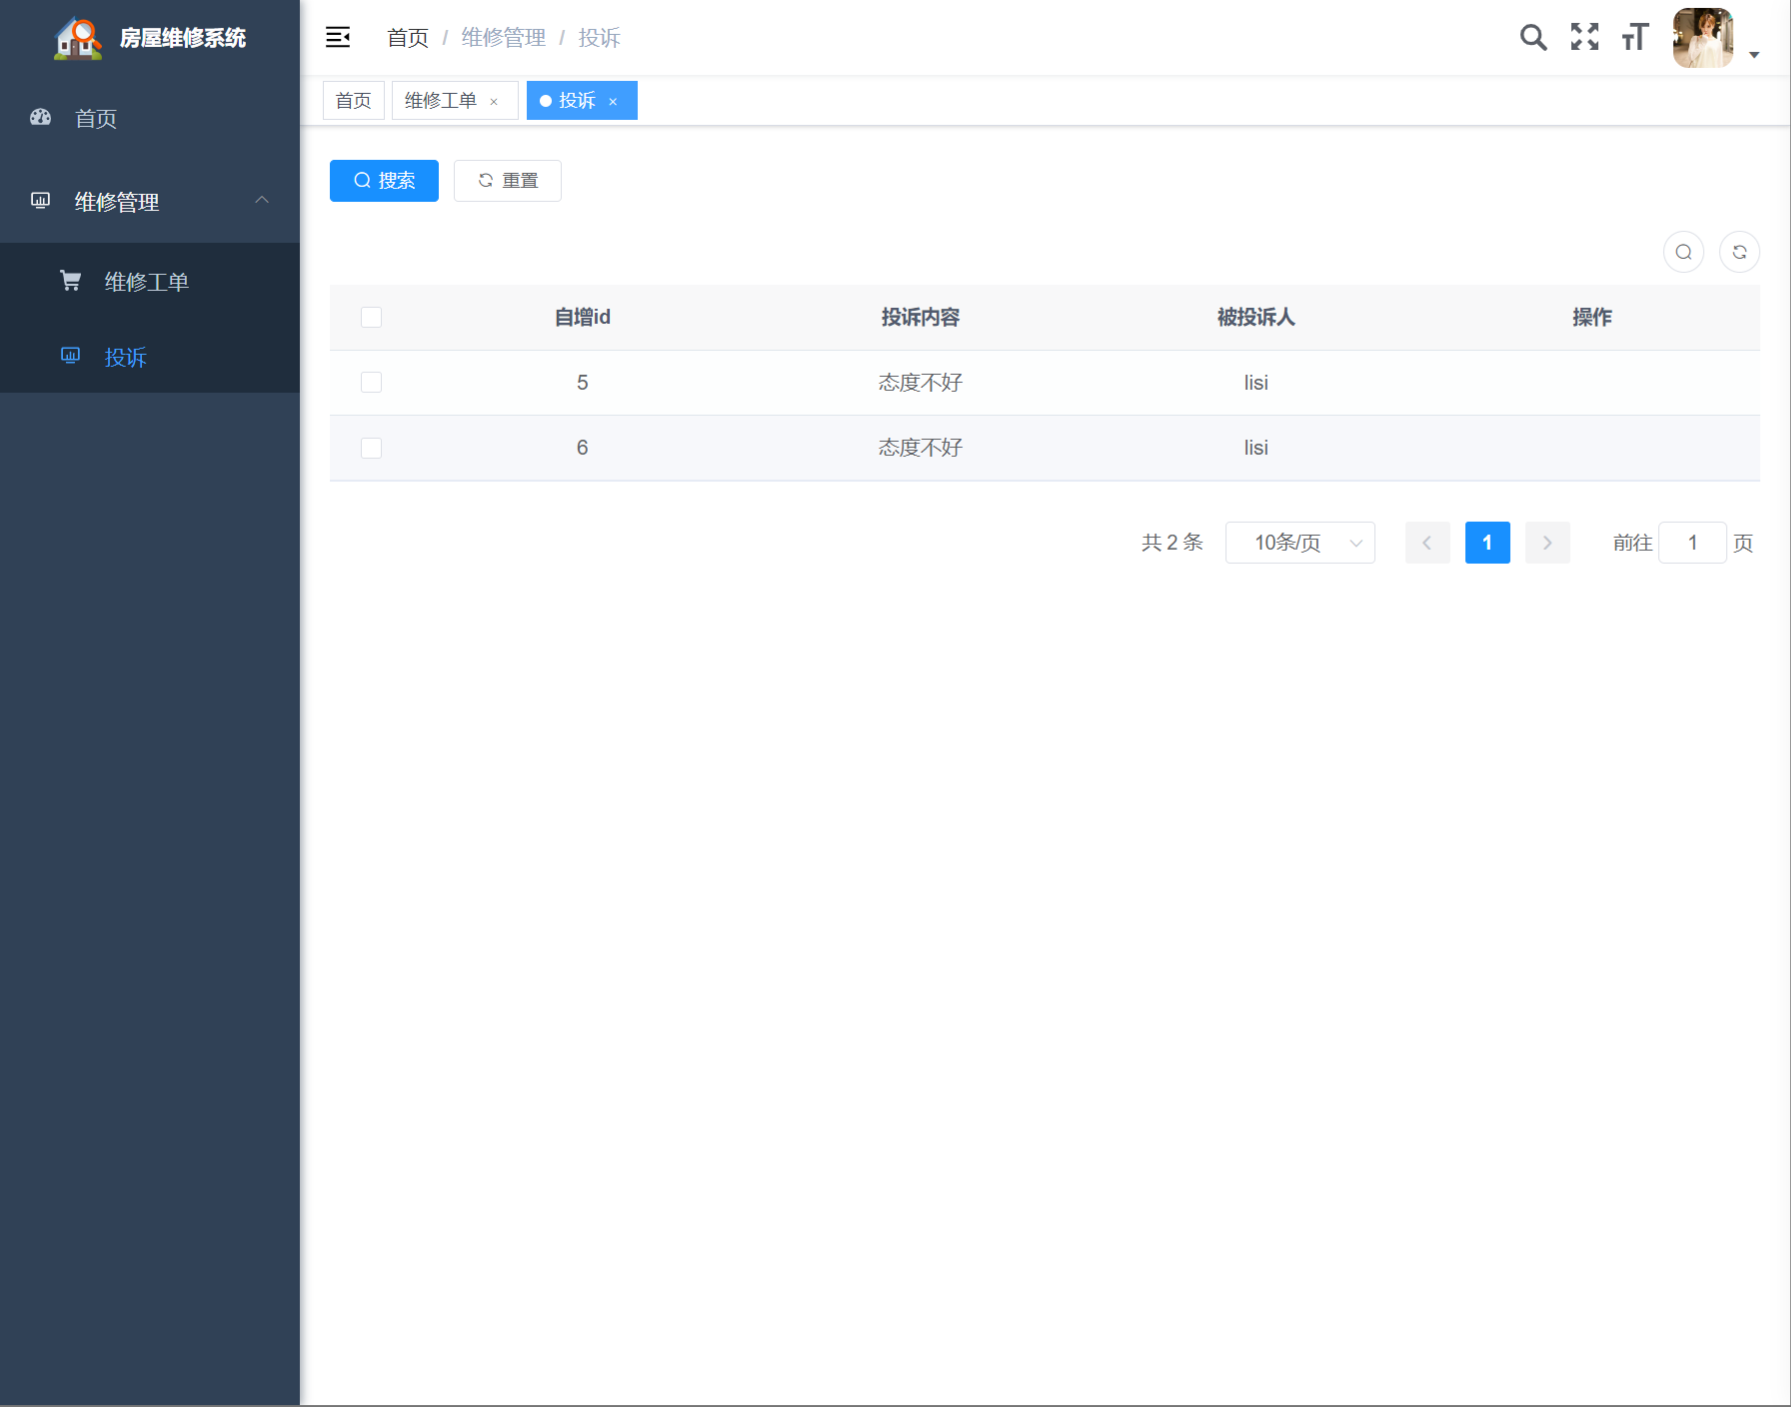 房屋维修系统
首页 / 维修管理 / 投诉
首页
维修工单 ×
投诉 ×
首页
维修管理
维修工单
投诉
搜索
重置
自增id 投诉内容 被投诉人 操作
5 态度不好 lisi
6 态度不好 lisi
共 2 条 10条/页 1 前往 1 页